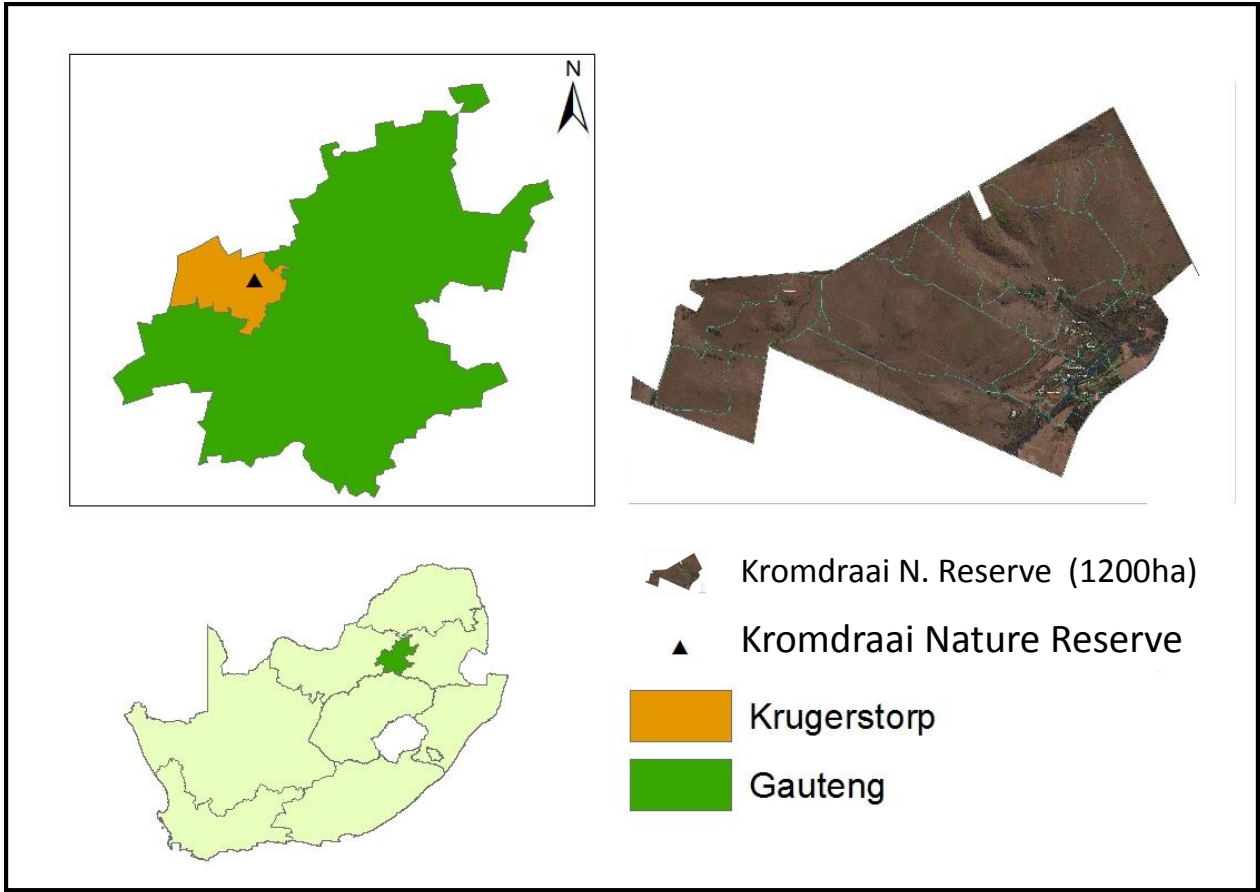 N
Kromdraai N. Reserve (1200ha)
Kromdraai Nature Reserve
Krugerstorp
Gauteng